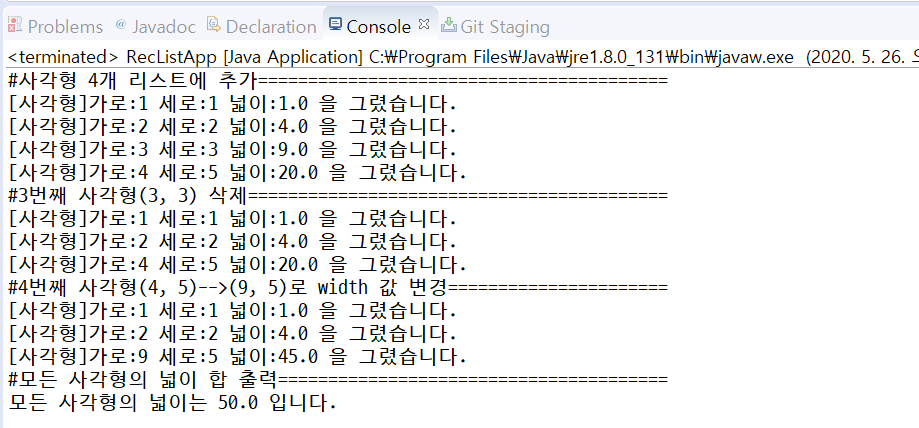 Problems @ Javadoc Declaration Console Git Staging
<terminated> RecListApp [Java Application] C:₩Program Files₩Java₩jre1.8.0_131₩bin₩javaw.exe (2020. 5. 26.
#사각형 4개 리스트에 추가=========================================
[사각형]가로:1 세로:1 넓이:1.0 을 그렸습니다.
[사각형]가로:2 세로:2 넓이:4.0 을 그렸습니다.
[사각형]가로:3 세로:3 넓이:9.0 을 그렸습니다.
[사각형]가로:4 세로:5 넓이:20.0 을 그렸습니다.
#3번째 사각형(3, 3) 삭제==========================================
[사각형]가로:1 세로:1 넓이:1.0 을 그렸습니다.
[사각형]가로:2 세로:2 넓이:4.0 을 그렸습니다.
[사각형]가로:4 세로:5 넓이:20.0 을 그렸습니다.
#4번째 사각형(4, 5)-->(9, 5)로 width 값 변경======================
[사각형]가로:1 세로:1 넓이:1.0 을 그렸습니다.
[사각형]가로:2 세로:2 넓이:4.0 을 그렸습니다.
[사각형]가로:9 세로:5 넓이:45.0 을 그렸습니다.
#모든 사각형의 넓이 합 출력=======================================
모든 사각형의 넓이는 50.0 입니다.